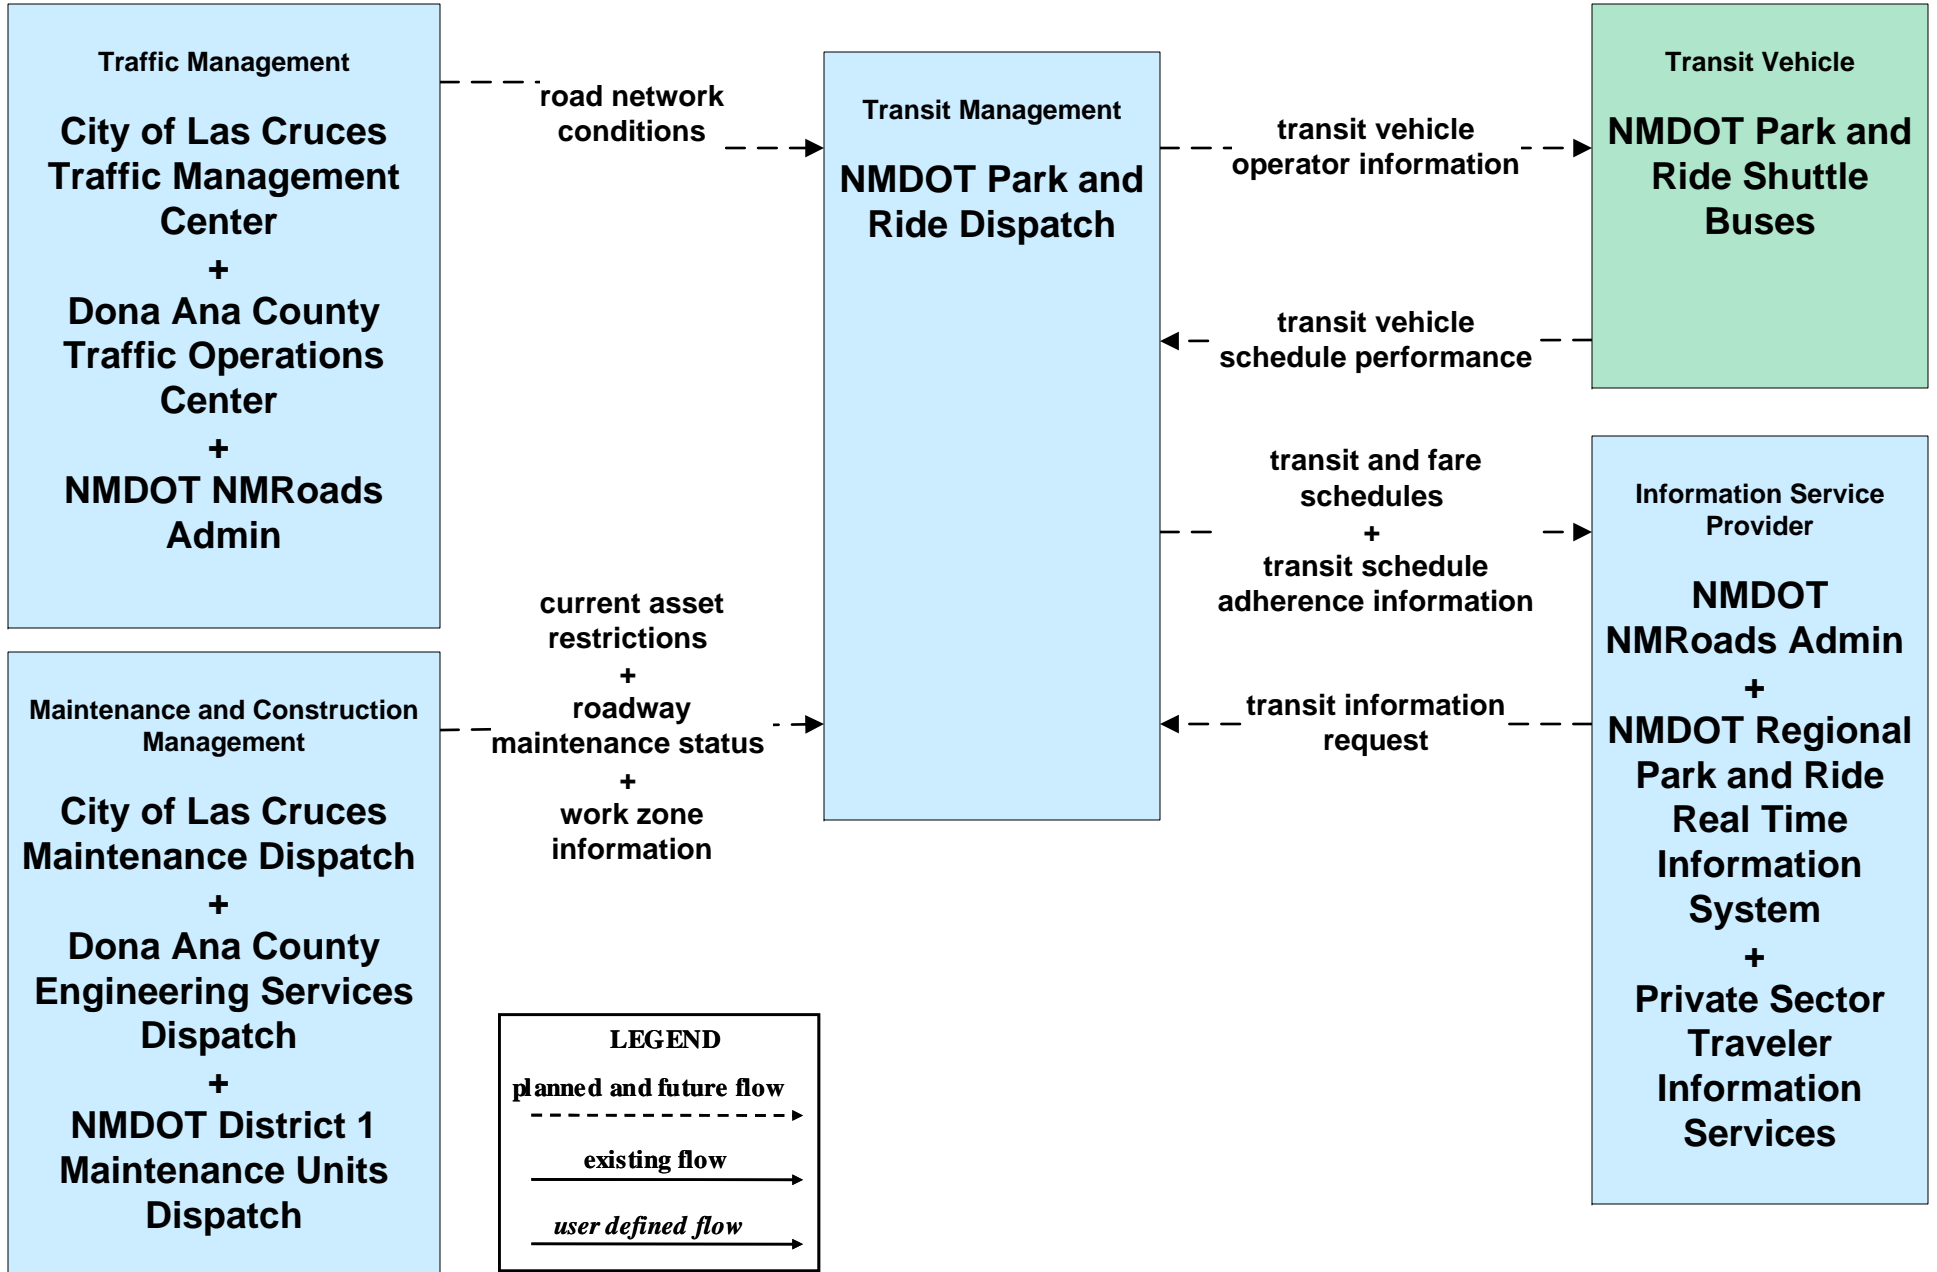 Traffic Management
City of Las Cruces
Traffic Management
Center
+
Dona Ana County
Traffic Operations
Center
+
NMDOT NMRoads
Admin
road network
conditions
Transit Management
NMDOT Park and
Ride Dispatch
transit vehicle
operator information
Transit Vehicle
NMDOT Park and
Ride Shuttle
Buses
transit vehicle
schedule performance
transit and fare
schedules
+
transit schedule
adherence information
transit information
request
Information Service
Provider
NMDOT
NMRoads Admin
+
NMDOT Regional
Park and Ride
Real Time
Information
System
+
Private Sector
Traveler
Information
Services
Maintenance and Construction
Management
City of Las Cruces
Maintenance Dispatch
+
Dona Ana County
Engineering Services
Dispatch
+
NMDOT District 1
Maintenance Units
Dispatch
current asset
restrictions
+
roadway
maintenance status
+
work zone
information
LEGEND
planned and future flow
existing flow
user defined flow